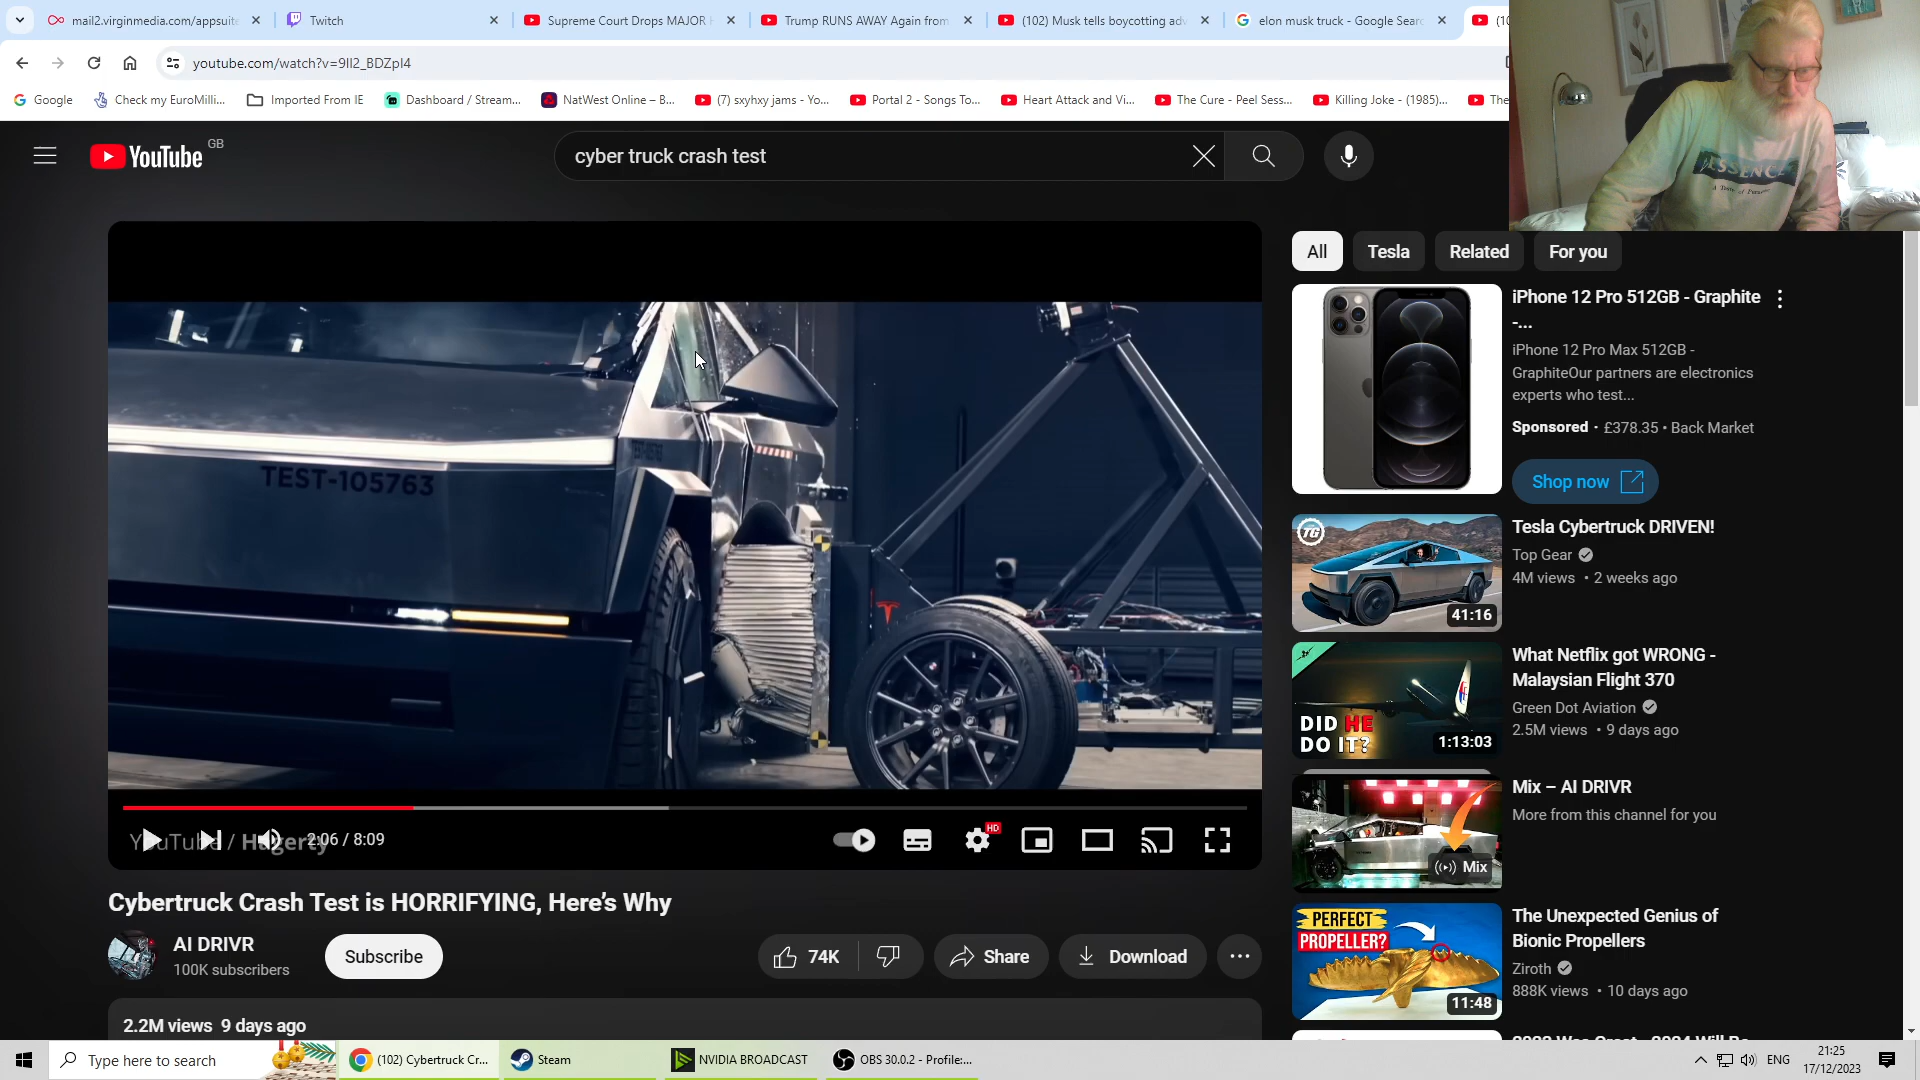 mail2.virginmedia.com/appsuite
Twitch
Supreme Court Drops MAJOR
Trump RUNS AWAY Again from
(102) Musk tells boycotting adv
elon musk truck - Google Searc
youtube.com/watch?v=9II2_BDZpI4
Google
Check my EuroMilli...
Imported From IE
Dashboard / Stream...
NatWest Online – B...
(7) sxyhxy jams - Yo...
Portal 2 - Songs To...
Heart Attack and Vi...
The Cure - Peel Sess...
Killing Joke - (1985)...
The
YouTube GB
cyber truck crash test
ESSENCE
TEST-105763
YouTube / Hagerty
2:06 / 8:09
HD
Cybertruck Crash Test is HORRIFYING, Here's Why
AI DRIVR
100K subscribers
Subscribe
74K
Share
Download
2.2M views 9 days ago
All
Tesla
Related
For you
iPhone 12 Pro 512GB - Graphite
-...
iPhone 12 Pro Max 512GB -
GraphiteOur partners are electronics
experts who test...
Sponsored • £378.35 • Back Market
Shop now
TG
41:16
Tesla Cybertruck DRIVEN!
Top Gear
4M views • 2 weeks ago
DID HE
DO IT?
1:13:03
What Netflix got WRONG -
Malaysian Flight 370
Green Dot Aviation
2.5M views • 9 days ago
Mix
Mix – AI DRIVR
More from this channel for you
PERFECT
PROPELLER?
11:48
The Unexpected Genius of
Bionic Propellers
Ziroth
888K views • 10 days ago
Type here to search
(102) Cybertruck Cr...
Steam
NVIDIA BROADCAST
OBS 30.0.2 - Profile:...
ENG
21:25
17/12/2023